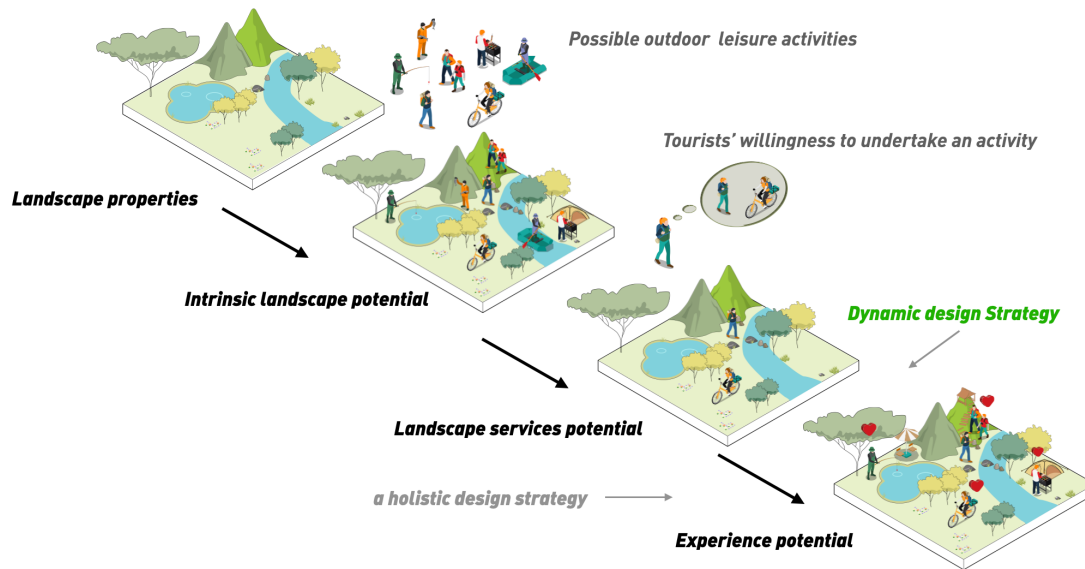 Possible outdoor leisure activities
Tourists' willingness to undertake an activity
Landscape properties
Intrinsic landscape potential
Dynamic design Strategy
Landscape services potential
a holistic design strategy
Experience potential